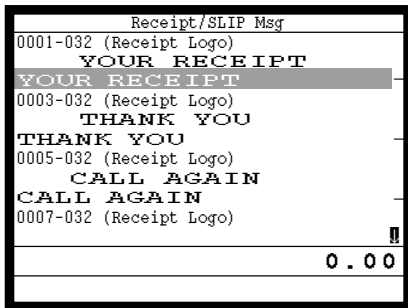 Receipt/SLIP Msg
0001-032 (Receipt Logo)
YOUR RECEIPT
YOUR RECEIPT
0003-032 (Receipt Logo)
THANK YOU
THANK YOU
0005-032 (Receipt Logo)
CALL AGAIN
CALL AGAIN
0007-032 (Receipt Logo)
0.00